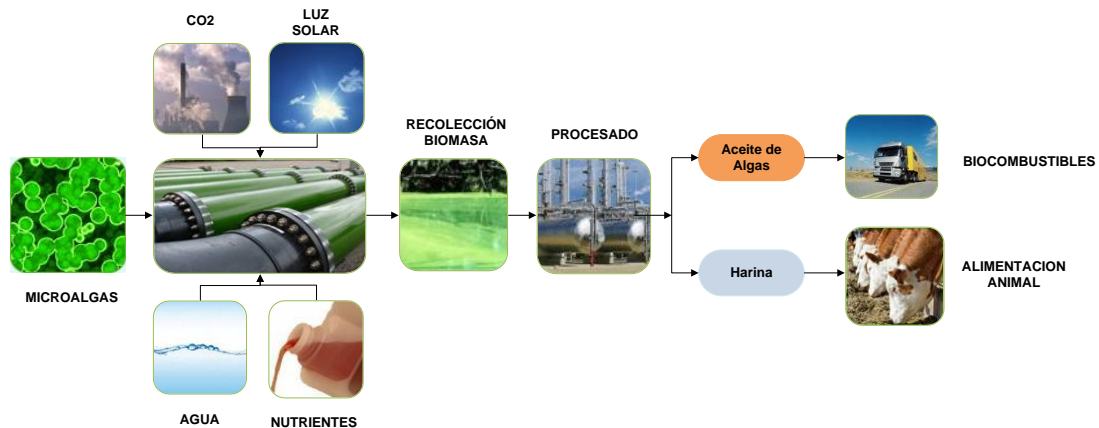 CO2
LUZ
SOLAR
RECOLECCIÓN
BIOMASA
PROCESADO
Aceite de
Algas
BIOCOMBUSTIBLES
MICROALGAS
Harina
ALIMENTACION
ANIMAL
AGUA
NUTRIENTES